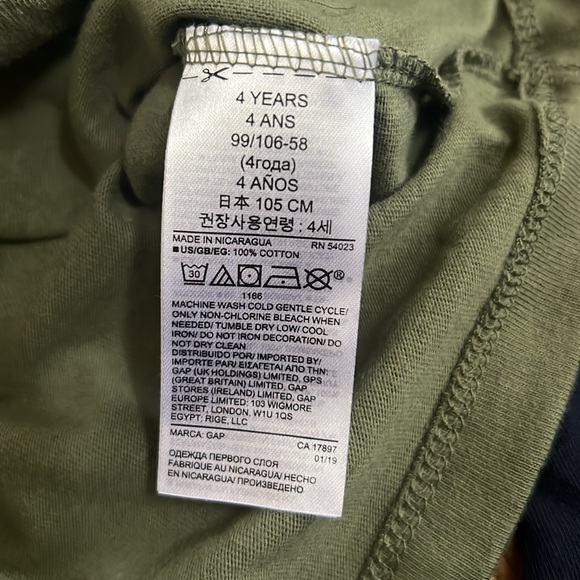 4 YEARS
4 ANS
99/106-58
(4года)
4 AÑOS
日本 105 CM
권장사용연령 : 4세
MADE IN NICARAGUA RN 54023
US/GB/EG: 100% COTTON
30 ®
1166
MACHINE WASH COLD GENTLE CYCLE/
ONLY NON-CHLORINE BLEACH WHEN
NEEDED/ TUMBLE DRY LOW/ COOL
IRON/ DO NOT IRON DECORATION/ DO
NOT DRY CLEAN
DISTRIBUIDO POR/ IMPORTED BY/
IMPORTE PAR/ ΕΙΣΑΓΕΤΑΙ ΑΠΟ ΤΗΝ:
GAP (UK HOLDINGS) LIMITED, GPS
(GREAT BRITAIN) LIMITED, GAP
STORES (IRELAND) LIMITED, GAP
EUROPE LIMITED: 103 WIGMORE
STREET, LONDON, W1U 1QS
EGYPT; RIGE, LLC
MARCA: GAP CA 17897
01/19
ОДЕЖДА ПЕРВОГО СЛОЯ
FABRIQUE AU NICARAGUA/ HECHO
EN NICARAGUA/ ПРОИЗВЕДЕНО